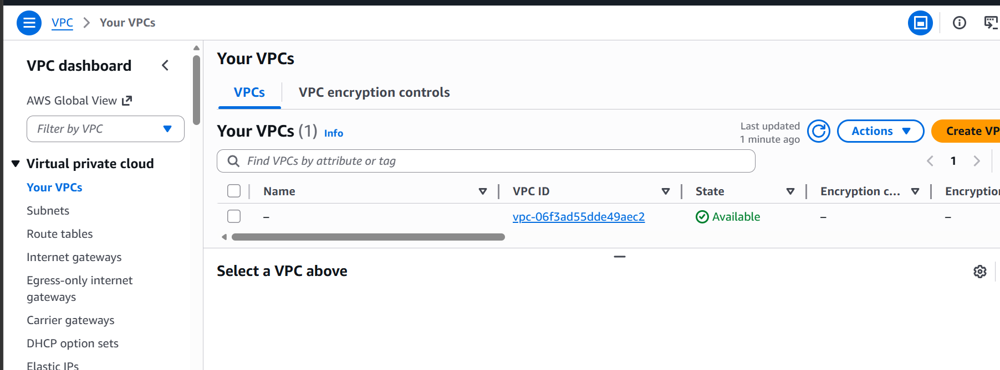 VPC > Your VPCs
VPC dashboard
AWS Global View
Filter by VPC
Virtual private cloud
Your VPCs
Subnets
Route tables
Internet gateways
Egress-only internet
gateways
Carrier gateways
DHCP option sets
Elastic IPs
Your VPCs
VPCs
VPC encryption controls
Your VPCs (1) Info
Last updated
1 minute ago
Actions
Create VP
Find VPCs by attribute or tag
1
Name VPC ID State Encryption c... Encryption
– vpc-06f3ad55dde49aec2 Available – –
Select a VPC above